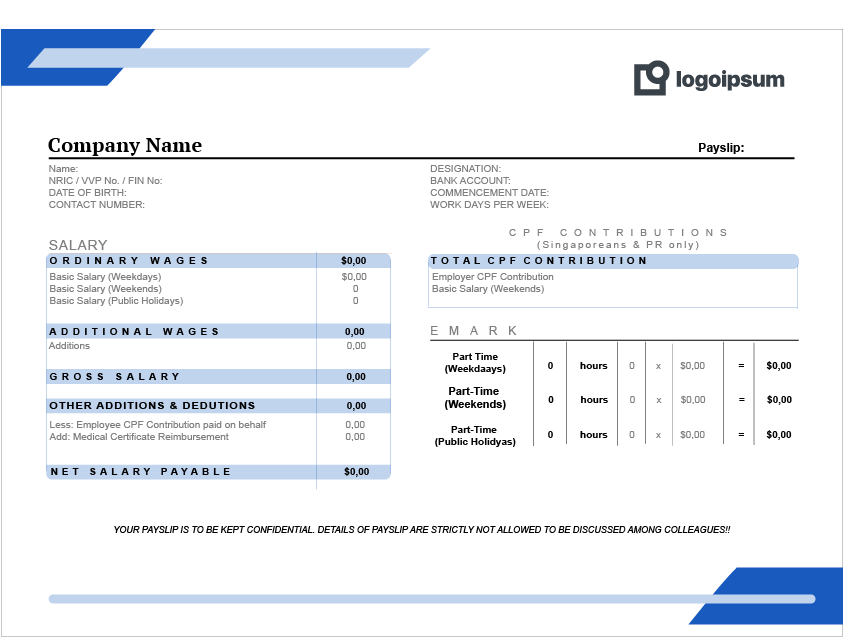 logoipsum
Company Name
Payslip:
Name:
NRIC / VVP No. / FIN No:
DATE OF BIRTH:
CONTACT NUMBER:
DESIGNATION:
BANK ACCOUNT:
COMMENCEMENT DATE:
WORK DAYS PER WEEK:
SALARY
ORDINARY WAGES $0,00
Basic Salary (Weekdays) $0,00
Basic Salary (Weekends) 0
Basic Salary (Public Holidays) 0
ADDITIONAL WAGES 0,00
Additions 0,00
GROSS SALARY 0,00
OTHER ADDITIONS & DEDUTIONS 0,00
Less: Employee CPF Contribution paid on behalf 0,00
Add: Medical Certificate Reimbursement 0,00
NET SALARY PAYABLE $0,00
CPF CONTRIBUTIONS
(Singaporeans & PR only)
TOTAL CPF CONTRIBUTION
Employer CPF Contribution
Basic Salary (Weekends)
EMARK
Part Time
(Weekdaays) 0 hours 0 x $0,00 = $0,00
Part-Time
(Weekends) 0 hours 0 x $0,00 = $0,00
Part-Time
(Public Holidyas) 0 hours 0 x $0,00 = $0,00
YOUR PAYSLIP IS TO BE KEPT CONFIDENTIAL. DETAILS OF PAYSLIP ARE STRICTLY NOT ALLOWED TO BE DISCUSSED AMONG COLLEAGUES!!